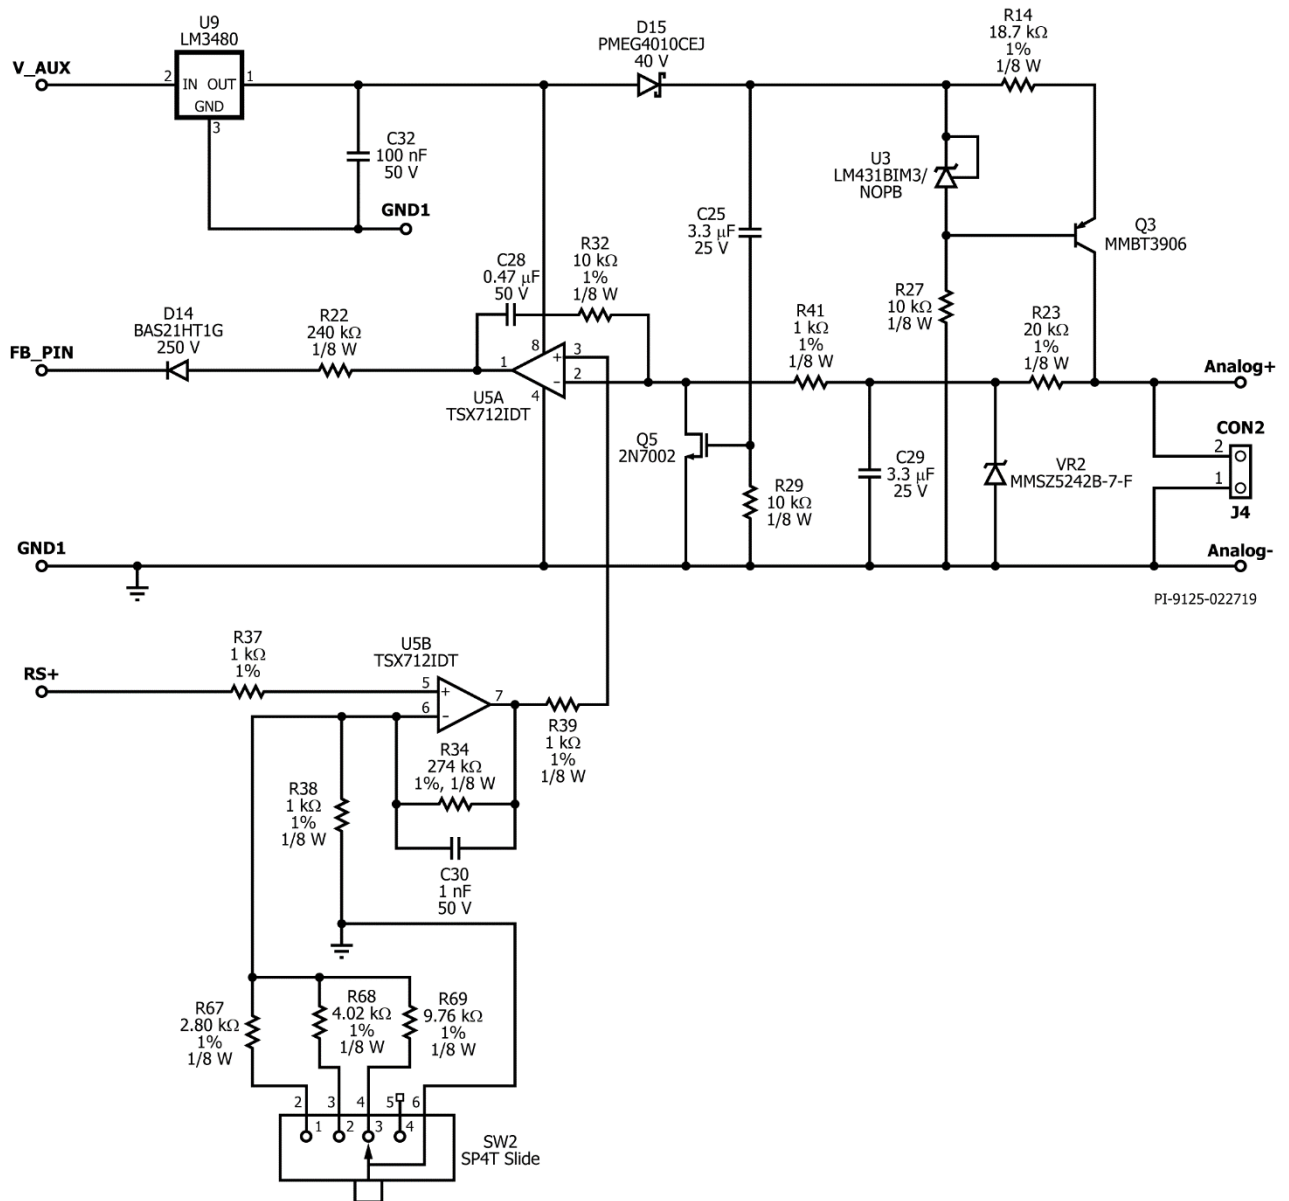 U9
LM3480
V_AUX
2
IN OUT
1
GND
3
C32
100 nF
50 V
GND1
D15
PMEG4010CEJ
40 V
R14
18.7 kΩ
1%
1/8 W
U3
LM431BIM3/
NOPB
C25
3.3 μF
25 V
Q3
MMBT3906
C28
0.47 μF
50 V
R32
10 kΩ
1%
1/8 W
D14
BAS21HT1G
250 V
R22
240 kΩ
1/8 W
R41
1 kΩ
1%
1/8 W
R27
10 kΩ
1/8 W
R23
20 kΩ
1%
1/8 W
FB_PIN
1
8
+
3
-
2
4
U5A
TSX712IDT
Analog+
Q5
2N7002
R29
10 kΩ
1/8 W
C29
3.3 μF
25 V
VR2
MMSZ5242B-7-F
CON2
2
1
J4
GND1
Analog-
PI-9125-022719
R37
1 kΩ
1%
U5B
TSX712IDT
RS+
5
+
6
-
7
R39
1 kΩ
1%
1/8 W
R34
274 kΩ
1%, 1/8 W
R38
1 kΩ
1%
1/8 W
C30
1 nF
50 V
R67
2.80 kΩ
1%
1/8 W
R68
4.02 kΩ
1%
1/8 W
R69
9.76 kΩ
1%
1/8 W
2 3 4 5 6
1 2 3 4
SW2
SP4T Slide